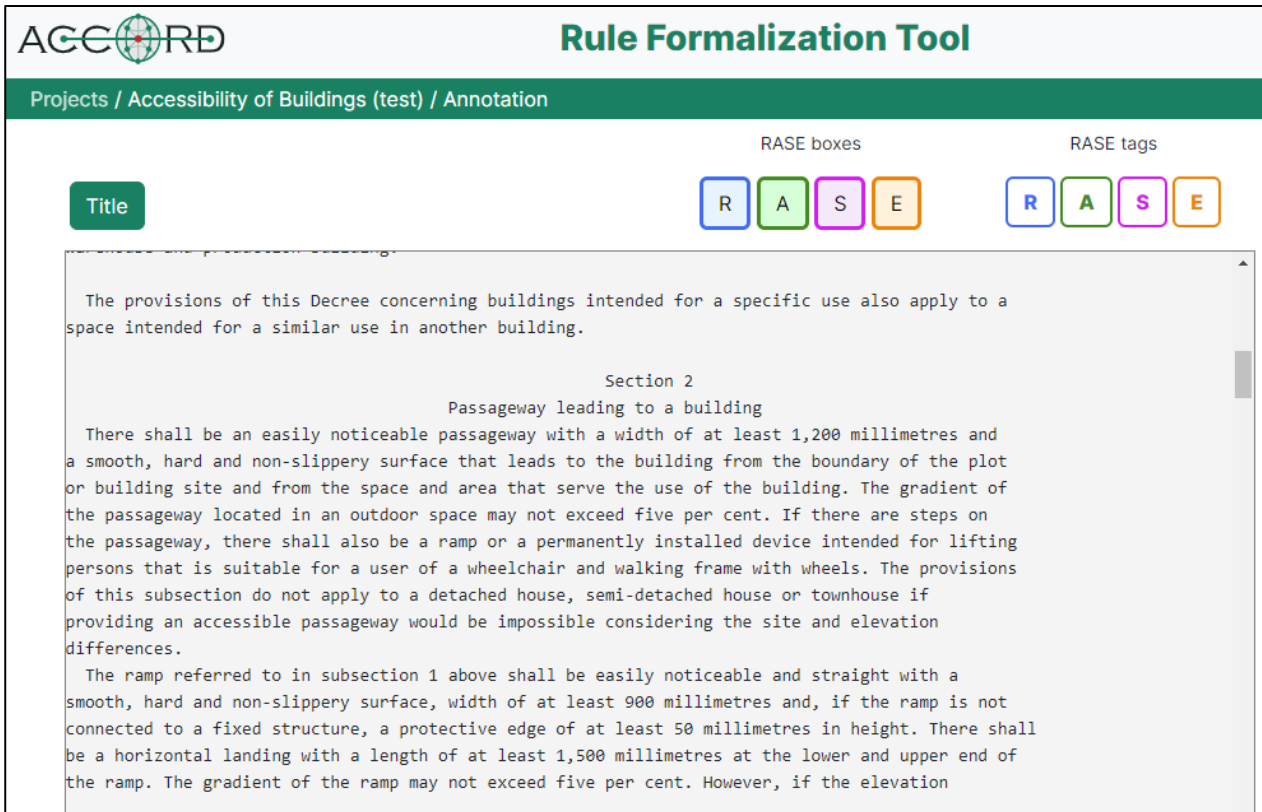 ACCORD
Rule Formalization Tool
Projects / Accessibility of Buildings (test) / Annotation
RASE boxes
RASE tags
Title
R A S E
R A S E
warehouse and production building.
The provisions of this Decree concerning buildings intended for a specific use also apply to a
space intended for a similar use in another building.
Section 2
Passageway leading to a building
There shall be an easily noticeable passageway with a width of at least 1,200 millimetres and
a smooth, hard and non-slippery surface that leads to the building from the boundary of the plot
or building site and from the space and area that serve the use of the building. The gradient of
the passageway located in an outdoor space may not exceed five per cent. If there are steps on
the passageway, there shall also be a ramp or a permanently installed device intended for lifting
persons that is suitable for a user of a wheelchair and walking frame with wheels. The provisions
of this subsection do not apply to a detached house, semi-detached house or townhouse if
providing an accessible passageway would be impossible considering the site and elevation
differences.
The ramp referred to in subsection 1 above shall be easily noticeable and straight with a
smooth, hard and non-slippery surface, width of at least 900 millimetres and, if the ramp is not
connected to a fixed structure, a protective edge of at least 50 millimetres in height. There shall
be a horizontal landing with a length of at least 1,500 millimetres at the lower and upper end of
the ramp. The gradient of the ramp may not exceed five per cent. However, if the elevation